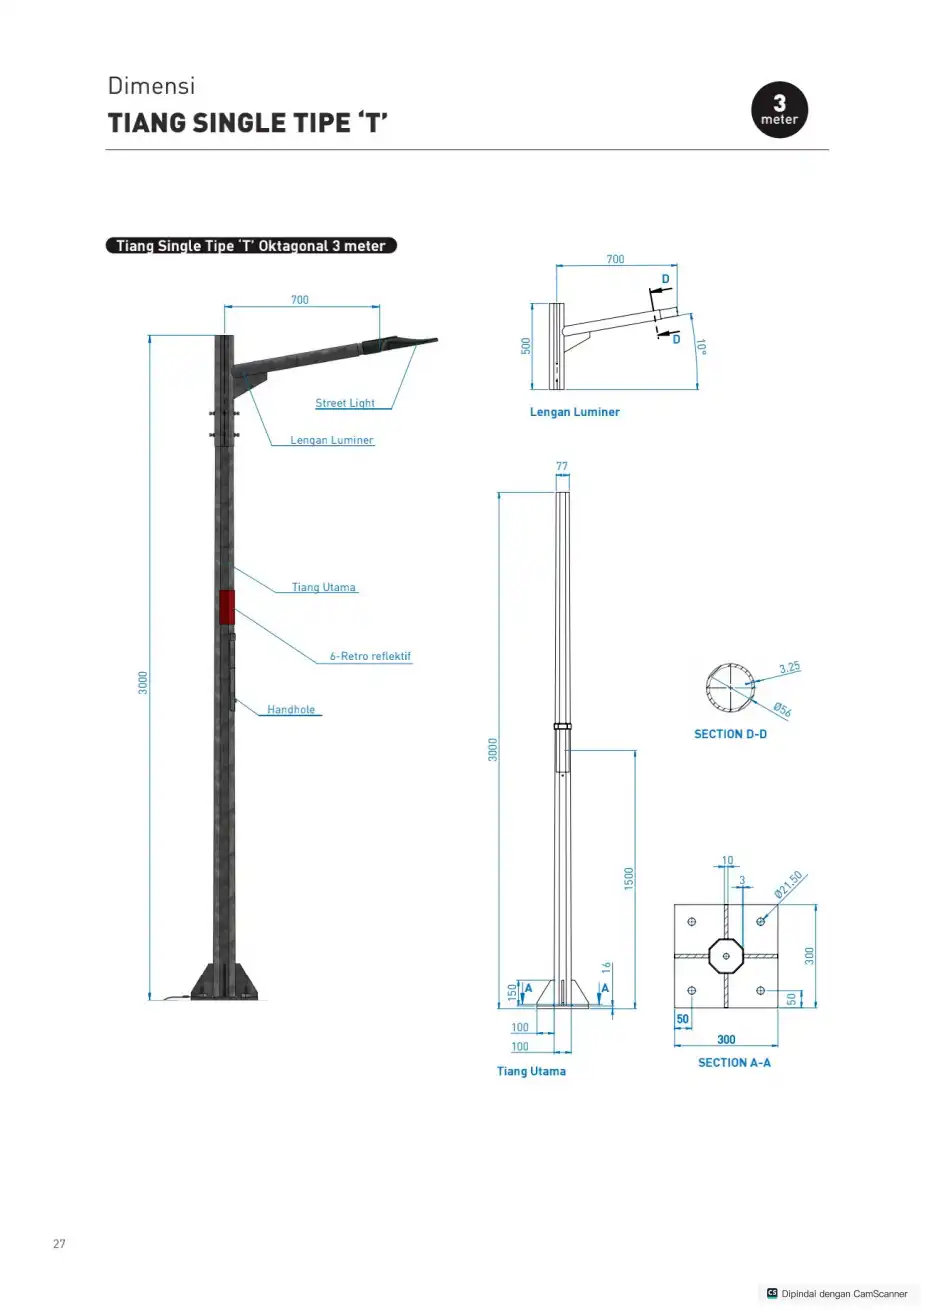 Dimensi
TIANG SINGLE TIPE ‘T’
3
meter
Tiang Single Tipe ‘T’ Oktagonal 3 meter
700
3000
Street Light
Lengan Luminer
Tiang Utama
6-Retro reflektif
Handhole
700
D
D
500
10°
Lengan Luminer
77
3000
1500
16
150
A
A
100
100
Tiang Utama
3.25
Ø56
SECTION D-D
10
3
Ø21.50
300
50
50
300
SECTION A-A
27
CS Dipindai dengan CamScanner